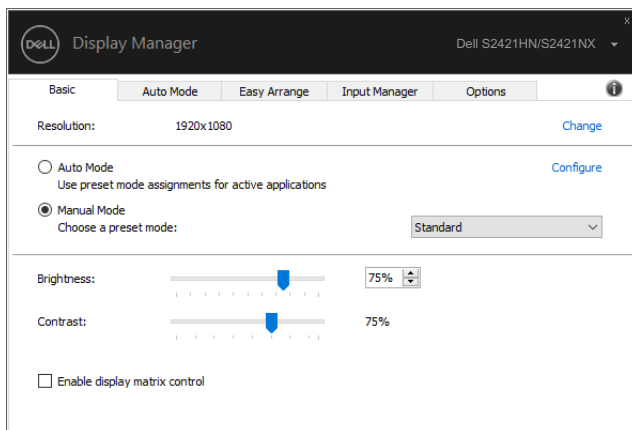 x
DELL Display Manager Dell S2421HN/S2421NX
Basic Auto Mode Easy Arrange Input Manager Options
Resolution: 1920x1080 Change
Auto Mode Configure
Use preset mode assignments for active applications
Manual Mode
Choose a preset mode: Standard
Brightness: 75%
Contrast: 75%
Enable display matrix control